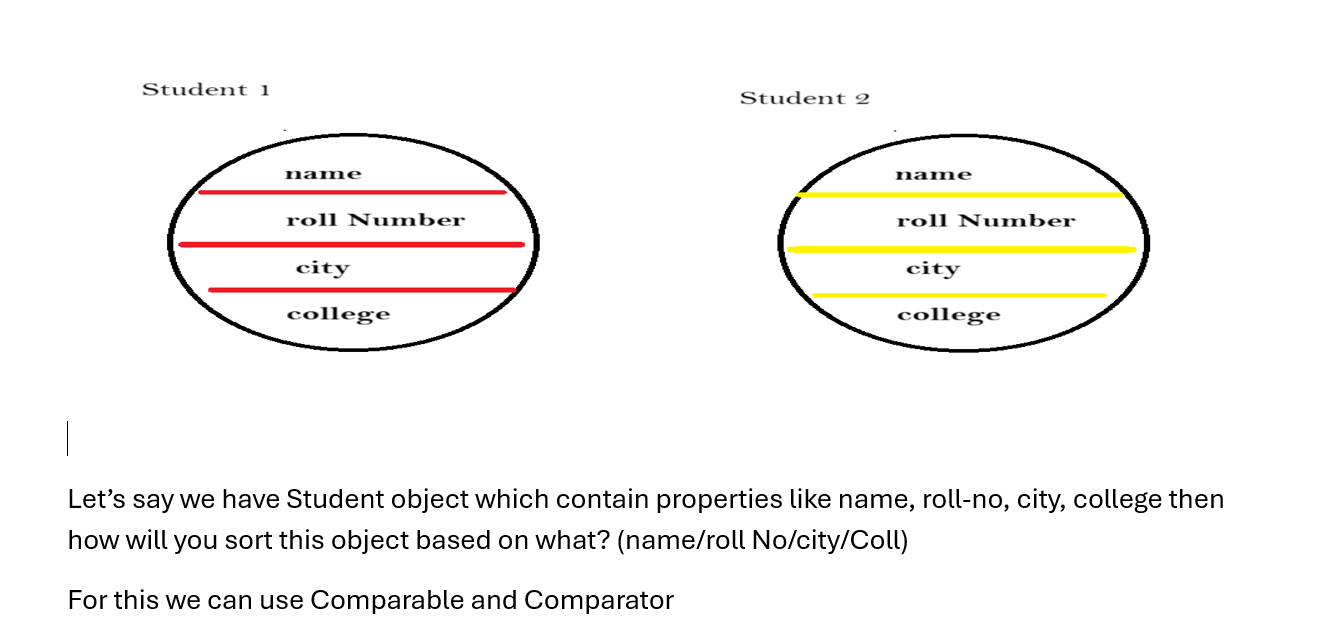 Student 1
Student 2
name
roll Number
city
college
name
roll Number
city
college
Let’s say we have Student object which contain properties like name, roll-no, city, college then
how will you sort this object based on what? (name/roll No/city/Coll)
For this we can use Comparable and Comparator